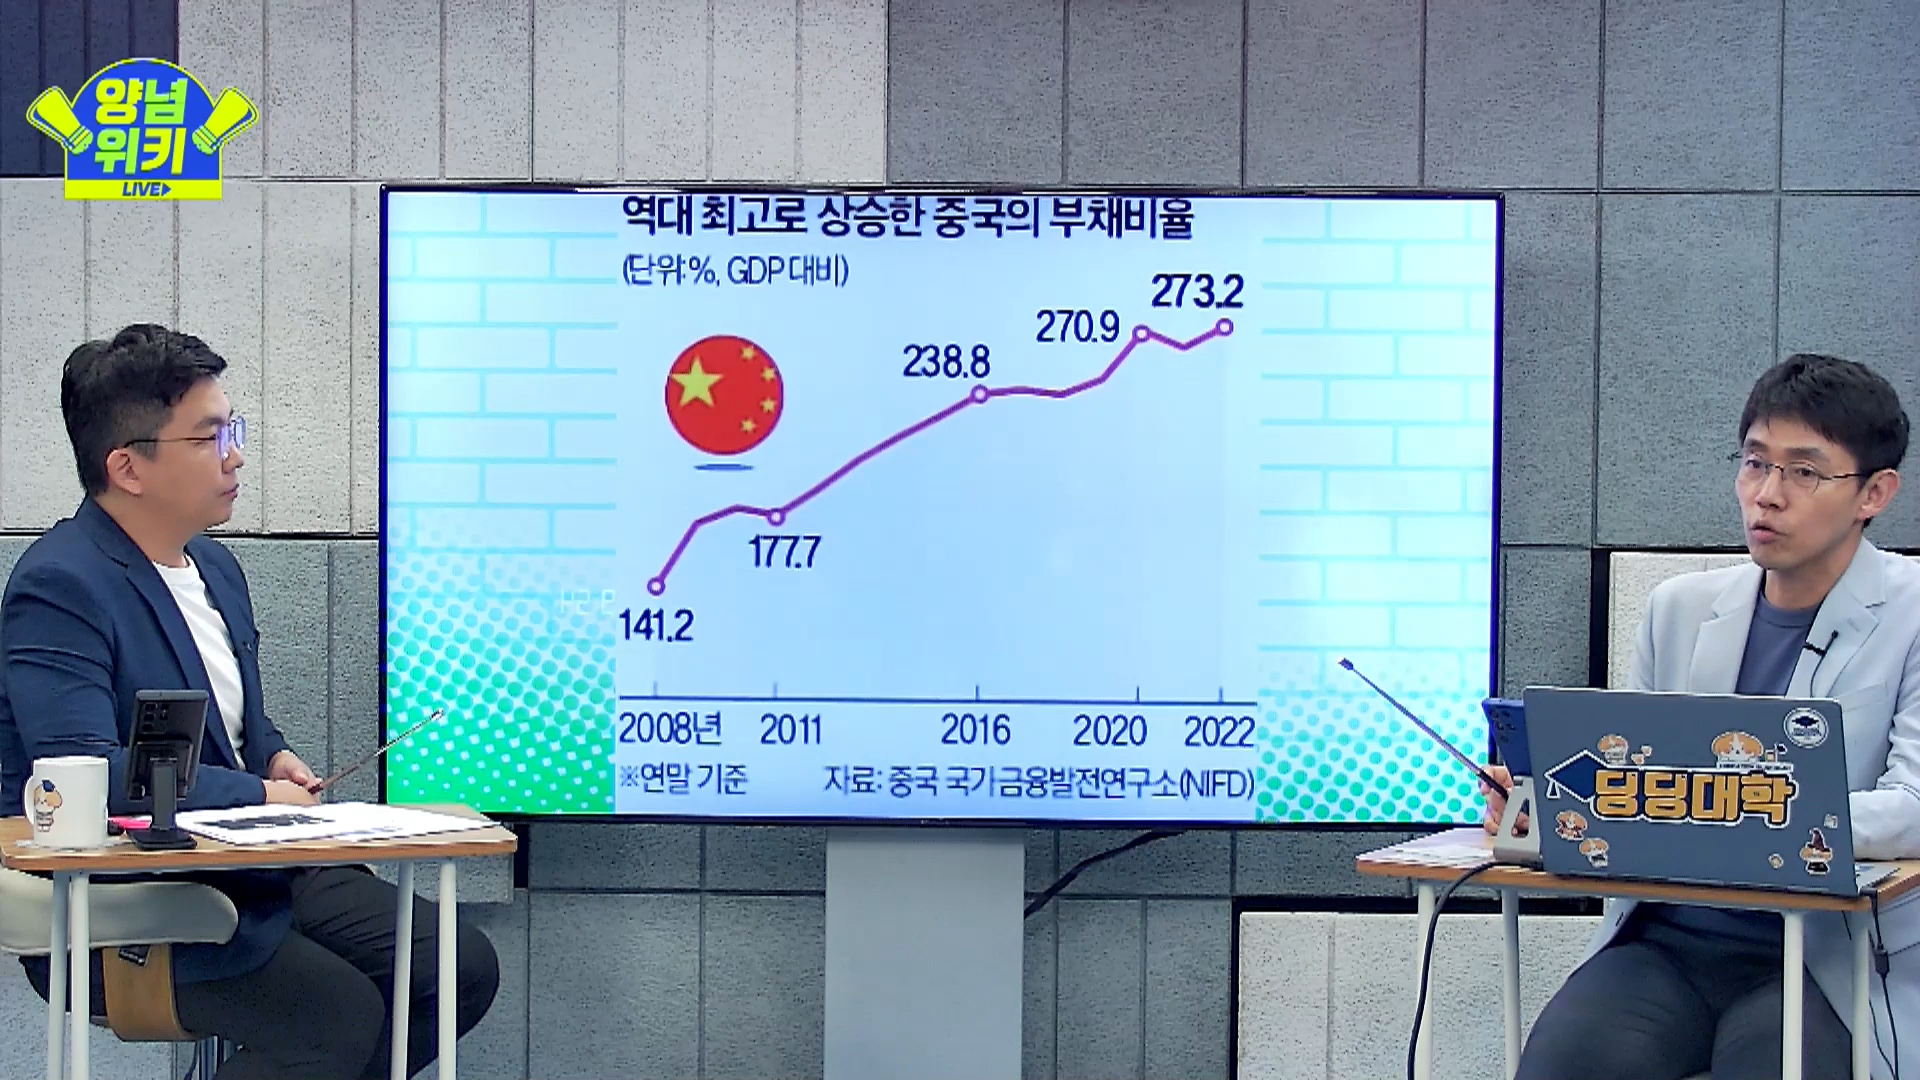 양념
위키
LIVE
역대 최고로 상승한 중국의 부채비율
(단위:%, GDP 대비)
273.2
270.9
238.8
177.7
141.2
2008년 2011 2016 2020 2022
※연말 기준 자료: 중국 국가금융발전연구소(NIFD)
딩딩대학